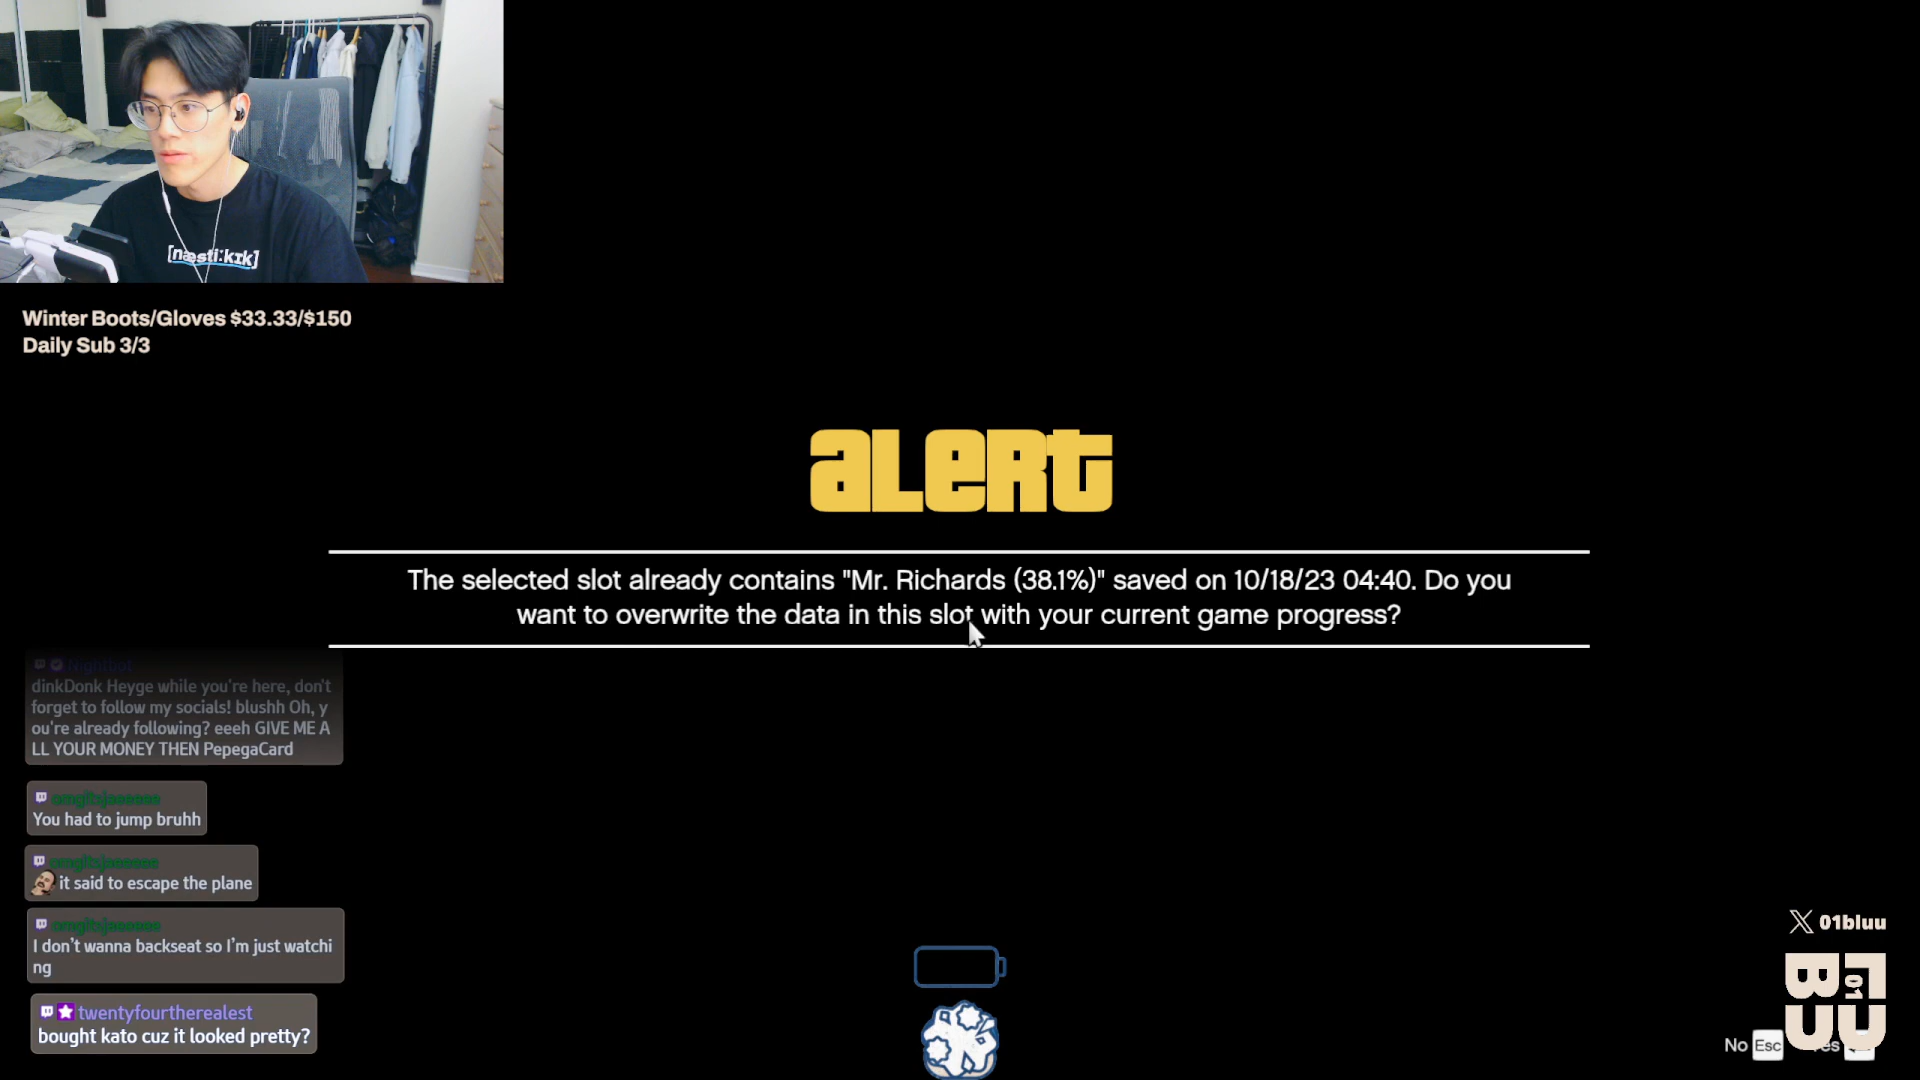 [næsti:kɪk]
Winter Boots/Gloves $33.33/$150
Daily Sub 3/3
aLeRt
The selected slot already contains "Mr. Richards (38.1%)" saved on 10/18/23 04:40. Do you
want to overwrite the data in this slot with your current game progress?
Nightbot
dinkDonk Heyge while you're here, don't
forget to follow my socials! blushh Oh, y
ou're already following? eeeh GIVE ME A
LL YOUR MONEY THEN PepegaCard
You had to jump bruhh
it said to escape the plane
I don't wanna backseat so I'm just watchi
ng
twentyfourtherealest
bought kato cuz it looked pretty?
01bluu
No Esc